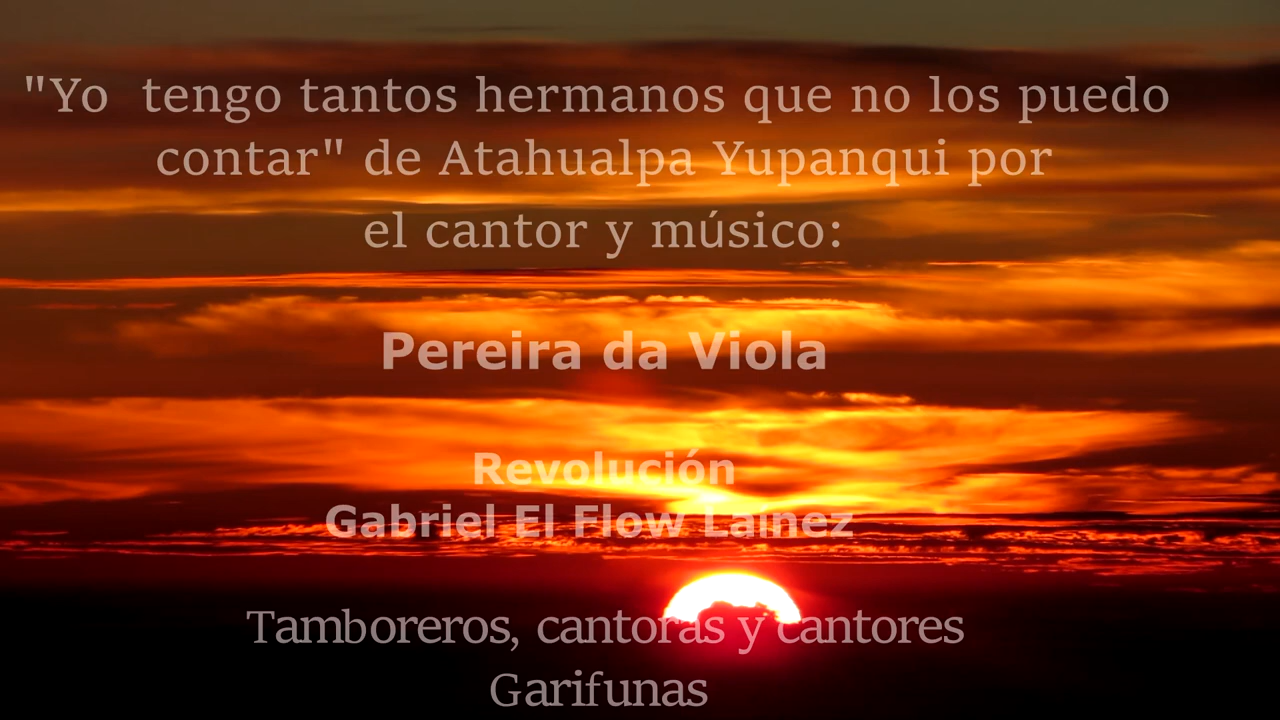 "Yo tengo tantos hermanos que no los puedo
contar" de Atahualpa Yupanqui por
el cantor y músico:
Pereira da Viola
Revolución
Gabriel El Flow Lainez
Tamboreros, cantoras y cantores
Garifunas